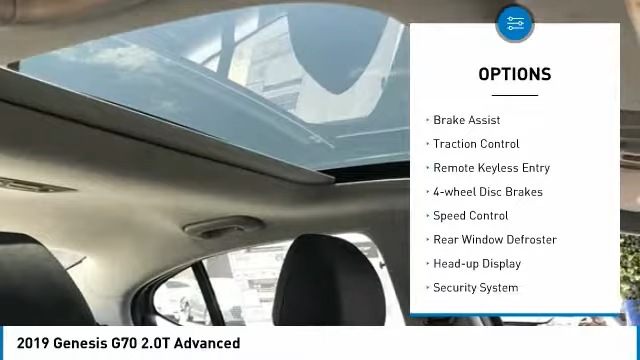 OPTIONS
Brake Assist
Traction Control
Remote Keyless Entry
4-wheel Disc Brakes
Speed Control
Rear Window Defroster
Head-up Display
Security System
2019 Genesis G70 2.0T Advanced